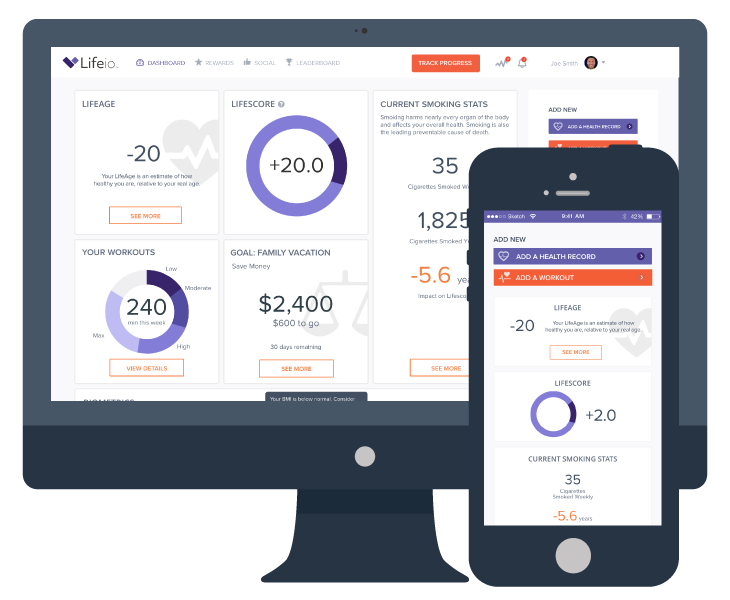 Lifeio.
DASHBOARD
REWARDS
SOCIAL
LEADERBOARD
TRACK PROGRESS
Joe Smith
LIFEAGE
-20
Your LifeAge is an estimate of how
healthy you are, relative to your real age.
SEE MORE
LIFESCORE
+20.0
CURRENT SMOKING STATS
Smoking harms nearly every organ of the body
and affects your overall health. Smoking is also
the leading preventable cause of death.
35
Cigarettes Smoked
1,825
Cigarettes Smoked
-5.6
Impact on
SEE MORE
ADD NEW
ADD A HEALTH RECORD
YOUR WORKOUTS
Low
Moderate
240
min this week
Max
High
VIEW DETAILS
GOAL: FAMILY VACATION
Save Money
$2,400
$600 to go
30 days remaining
SEE MORE
Your BMI is below normal. Consider
Sketch
9:41 AM
42%
ADD NEW
ADD A HEALTH RECORD
ADD A WORKOUT
LIFEAGE
-20
Your LifeAge is an estimate of how
healthy you are, relative to your real age
SEE MORE
LIFESCORE
+2.0
CURRENT SMOKING STATS
35
Cigarettes
Smoked Weekly
-5.6 years